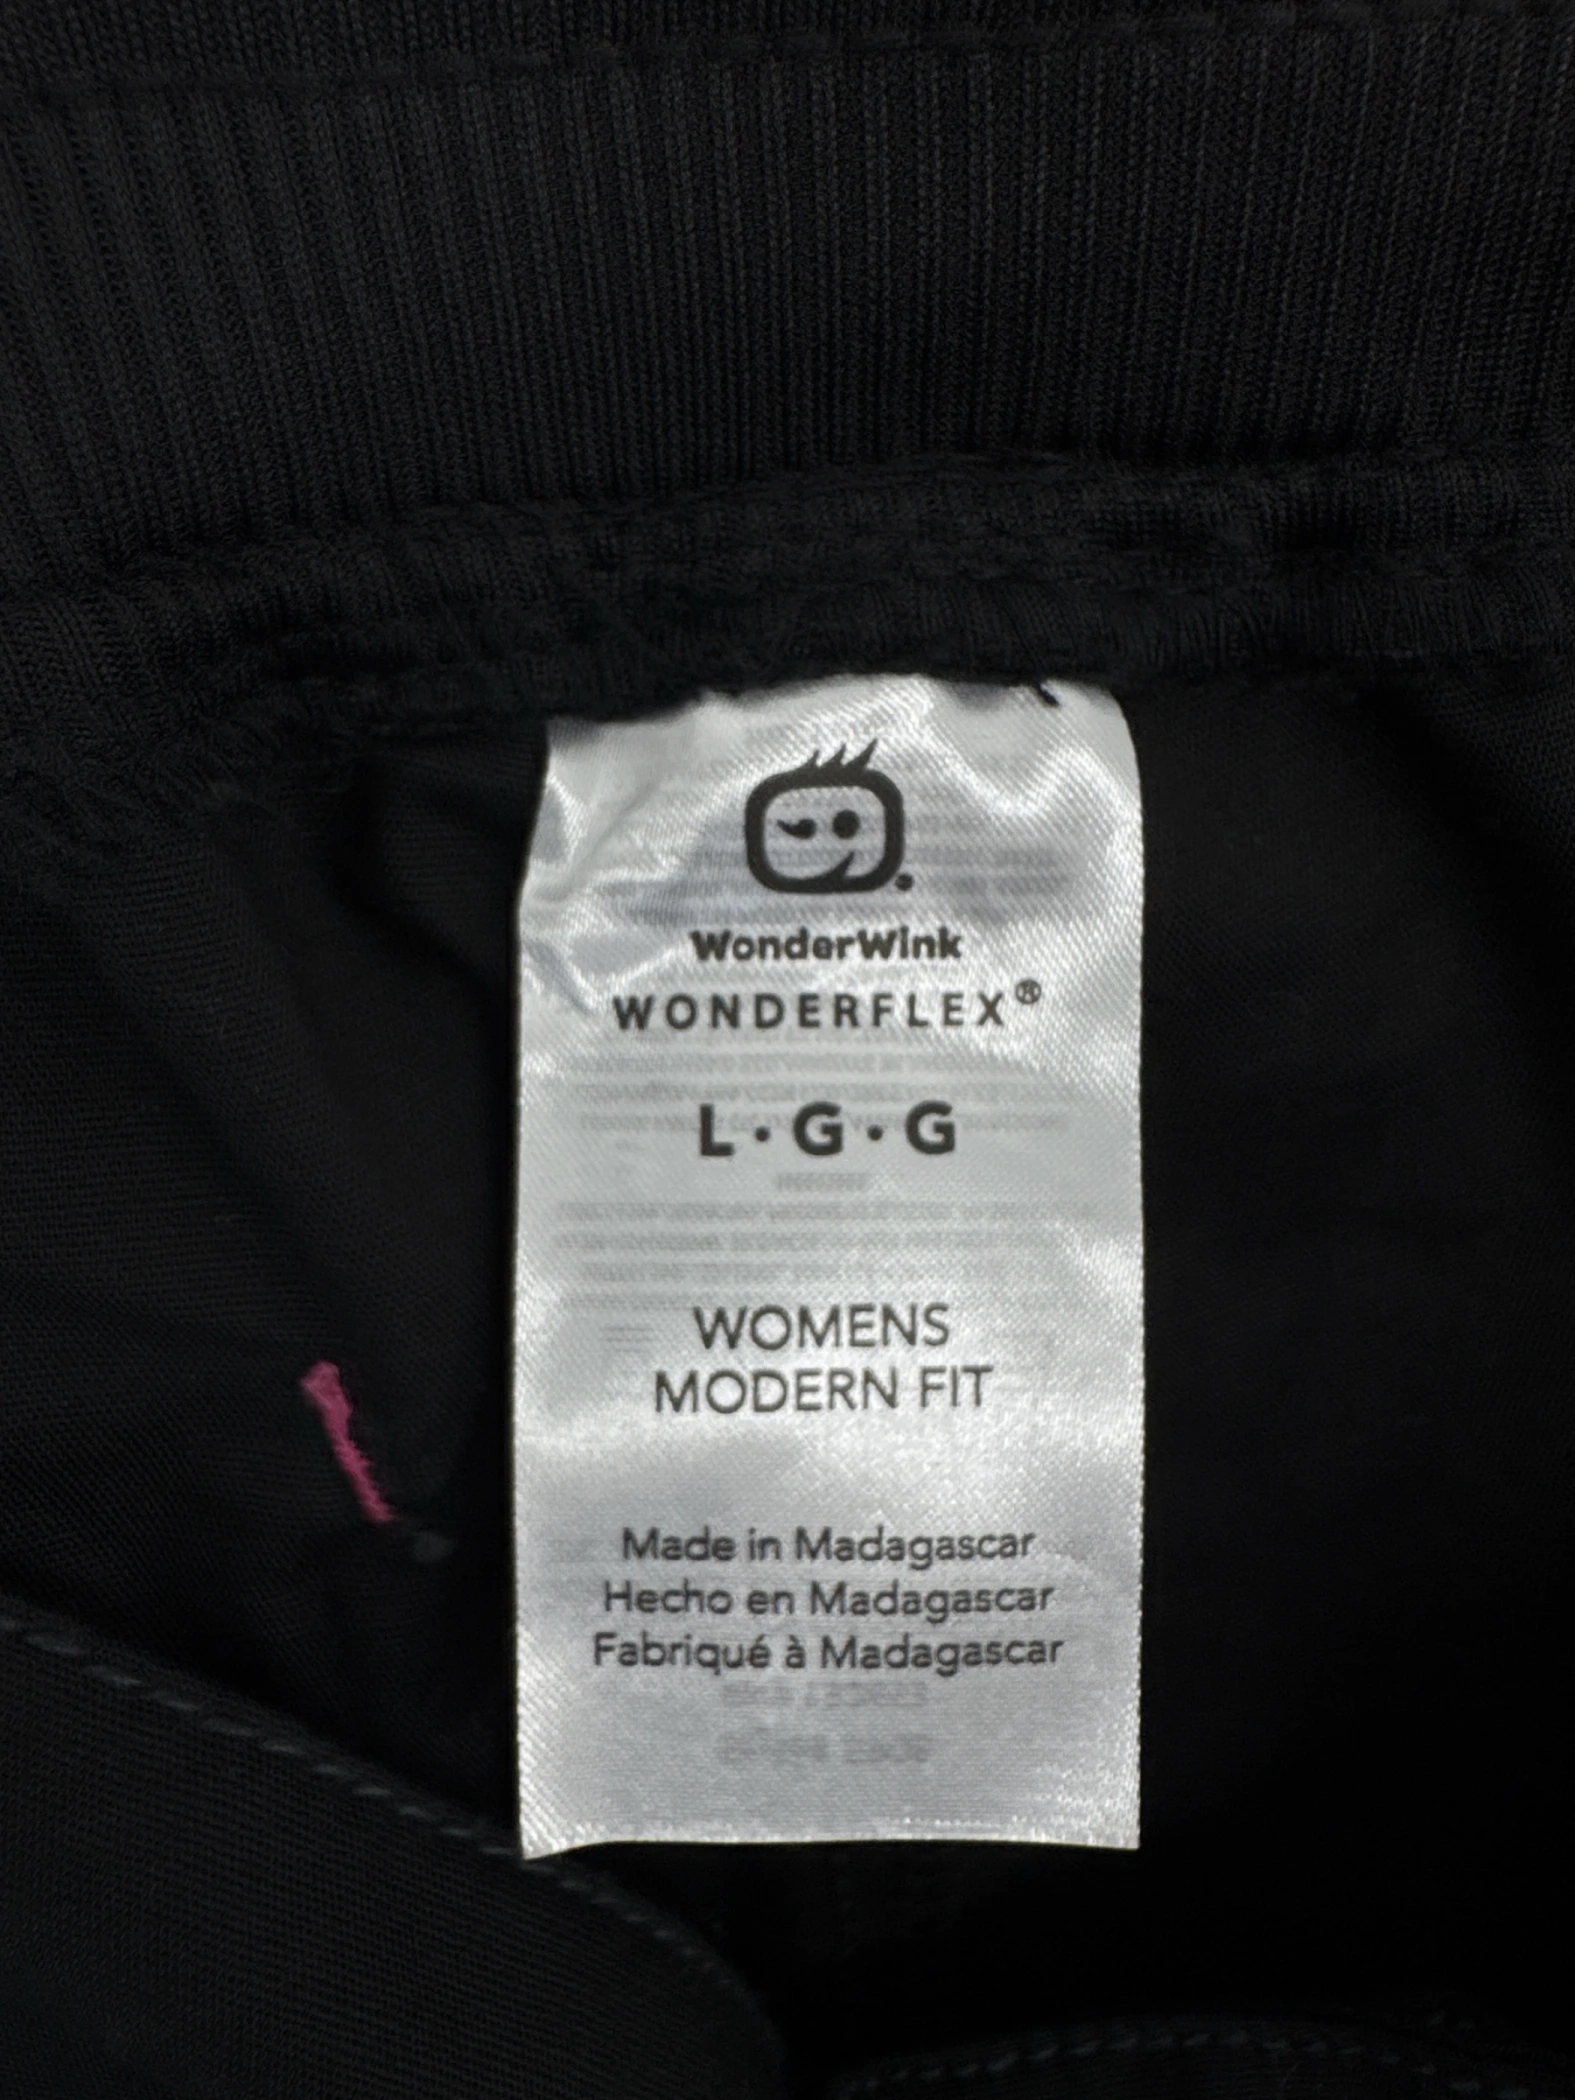 WonderWink
WONDERFLEX®
L·G·G
WOMENS
MODERN FIT
Made in Madagascar
Hecho en Madagascar
Fabriqué à Madagascar